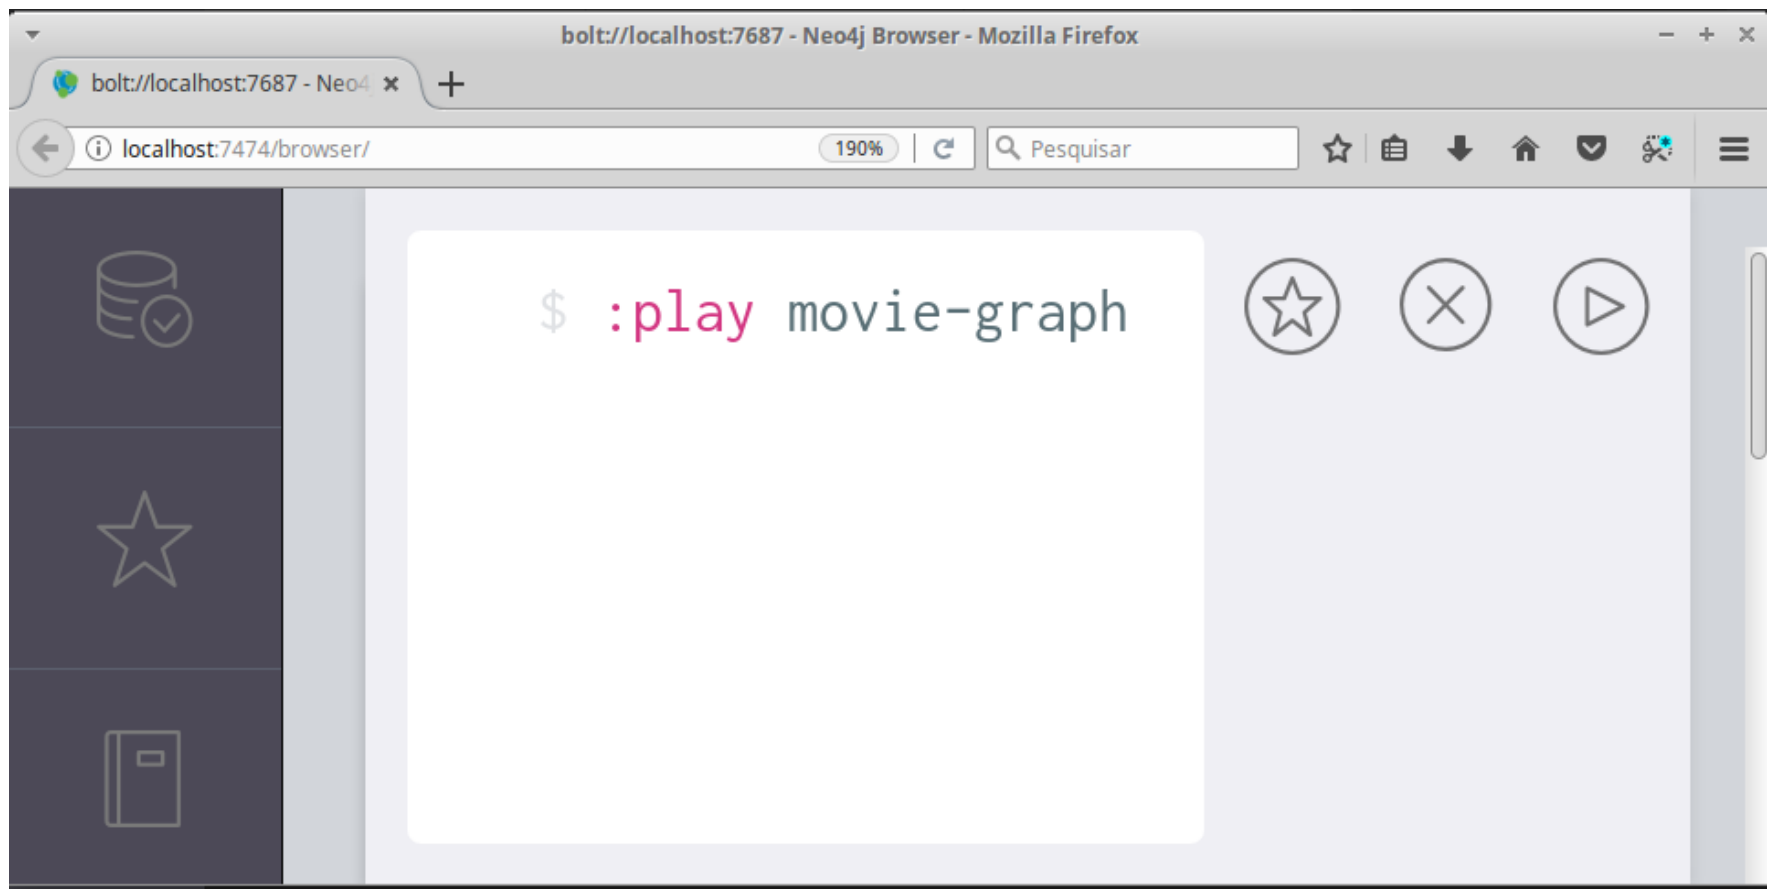 bolt://localhost:7687 - Neo4j Browser - Mozilla Firefox
bolt://localhost:7687 - Neo4
localhost:7474/browser/ 190% Pesquisar
$ :play movie-graph